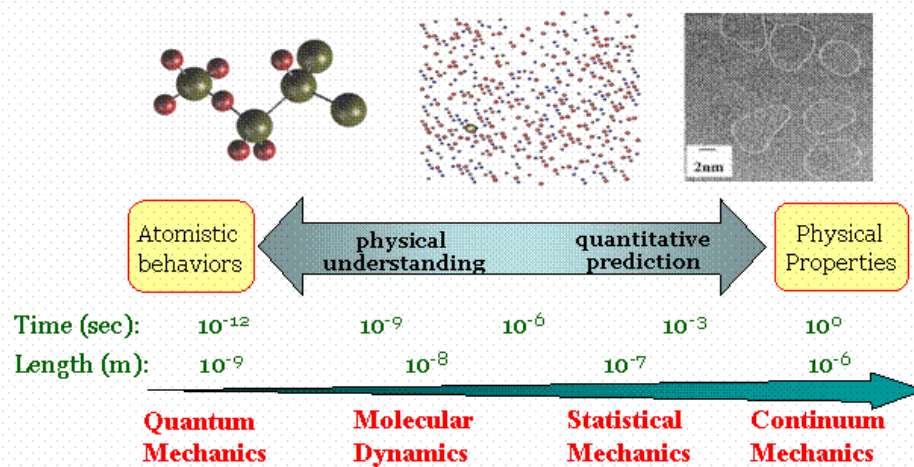 2nm
Atomistic
behaviors
physical
understanding
quantitative
prediction
Physical
Properties
Time (sec): 10⁻¹² 10⁻⁹ 10⁻⁶ 10⁻³ 10⁰
Length (m): 10⁻⁹ 10⁻⁸ 10⁻⁷ 10⁻⁶
Quantum
Mechanics
Molecular
Dynamics
Statistical
Mechanics
Continuum
Mechanics